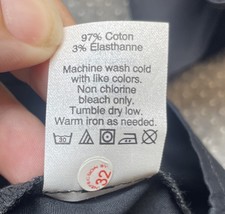 97% Coton
3% Élasthanne
Machine wash cold
with like colors.
Non chlorine
bleach only.
Tumble dry low.
Warm iron as needed.
30
32